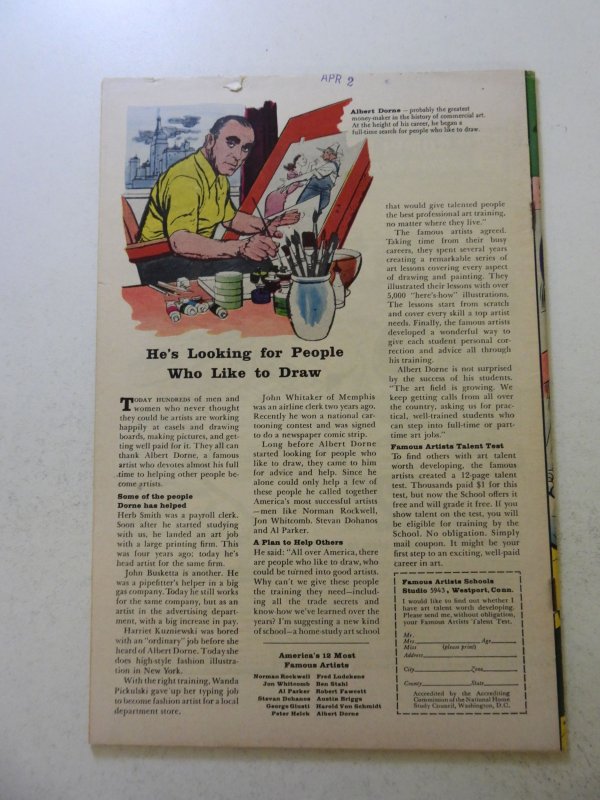 APR 2
Albert Dorne — probably the greatest
money-maker in the history of commercial art.
At the height of his career, he began a
full-time search for people who like to draw.
He's Looking for People
Who Like to Draw
TODAY HUNDREDS of men and
women who never thought
they could be artists are working
happily at easels and drawing
boards, making pictures, and get-
ting well paid for it. They all can
thank Albert Dorne, a famous
artist who devotes almost his full
time to helping other people be-
come artists.
Some of the people
Dorne has helped
Herb Smith was a payroll clerk.
Soon after he started studying
with us, he landed an art job
with a large printing firm. This
was four years ago; today he's
head artist for the same firm.
John Busketta is another. He
was a pipefitter's helper in a big
gas company. Today he still works
for the same company, but as an
artist in the advertising depart-
ment, with a big increase in pay.
Harriet Kuzniewski was bored
with an "ordinary" job before she
heard of Albert Dorne. Today she
does high-style fashion illustra-
tion in New York.
With the right training, Wanda
Pickulski gave up her typing job
to become fashion artist for a local
department store.
John Whitaker of Memphis
was an airline clerk two years ago.
Recently he won a national car-
tooning contest and was signed
to do a newspaper comic strip.
Long before Albert Dorne
started looking for people who
like to draw, they came to him
for advice and help. Since he
alone could only help a few of
these people he called together
America's most successful artists
—men like Norman Rockwell,
Jon Whitcomb, Stevan Dohanos
and Al Parker.
A Plan to Help Others
He said: "All over America, there
are people who like to draw, who
could be turned into good artists.
Why can't we give these people
the training they need—includ-
ing all the trade secrets and
know-how we've learned over the
years? I'm suggesting a new kind
of school—a home study art school
that would give talented people
the best professional art training,
no matter where they live."
The famous artists agreed.
Taking time from their busy
careers, they spent several years
creating a remarkable series of
art lessons covering every aspect
of drawing and painting. They
illustrated their lessons with over
5,000 "here's-how" illustrations.
The lessons start from scratch
and cover every skill a top artist
needs. Finally, the famous artists
developed a wonderful way to
give each student personal cor-
rection and advice all through
his training.
Albert Dorne is not surprised
by the success of his students.
"The art field is growing. We
keep getting calls from all over
the country, asking us for prac-
tical, well-trained students who
can step into full-time or part-
time art jobs."
Famous Artists Talent Test
To find others with art talent
worth developing, the famous
artists created a 12-page talent
test. Thousands paid $1 for this
test, but now the School offers it
free and will grade it free. If you
show talent on the test, you will
be eligible for training by the
School. No obligation. Simply
mail coupon. It might be your
first step to an exciting, well-paid
career in art.
America's 12 Most
Famous Artists
Norman Rockwell Fred Ludekens
Jon Whitcomb Ben Stahl
Al Parker Robert Fawcett
Stevan Dohanos Austin Briggs
George Giusti Harold Von Schmidt
Peter Helck Albert Dorne
Famous Artists Schools
Studio 5943, Westport, Conn.
I would like to find out whether I
have art talent worth developing.
Please send me, without obligation,
your Famous Artists Talent Test.
Mr.
Mrs. Age
Miss (please print)
Address
City Zone
County State
Accredited by the Accrediting
Commission of the National Home
Study Council, Washington, D.C.